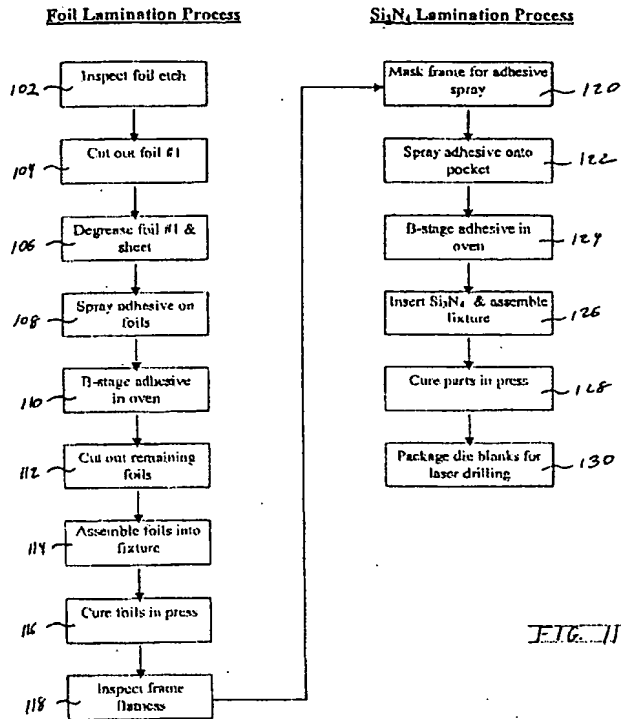 Foil Lamination Process
102
Inspect foil etch
104
Cut out foil #1
106
Degrease foil #1 &
sheet
108
Spray adhesive on
foils
110
B-stage adhesive
in oven
112
Cut out remaining
foils
114
Assemble foils into
fixture
116
Cure foils in press
118
Inspect frame
flatness
Si₃N₄ Lamination Process
Mask frame for adhesive
spray
120
Spray adhesive onto
pocket
122
B-stage adhesive in
oven
124
Insert Si₃N₄ & assemble
fixture
126
Cure parts in press
128
Package die blanks for
laser drilling
130
FIG. 11